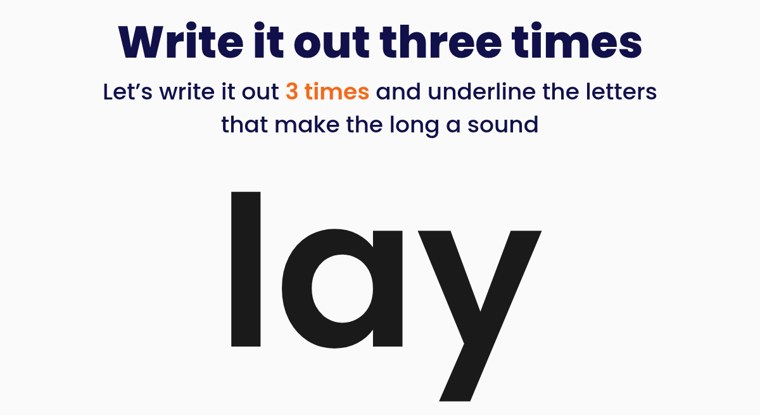 Write it out three times
Let’s write it out 3 times and underline the letters
that make the long a sound
lay